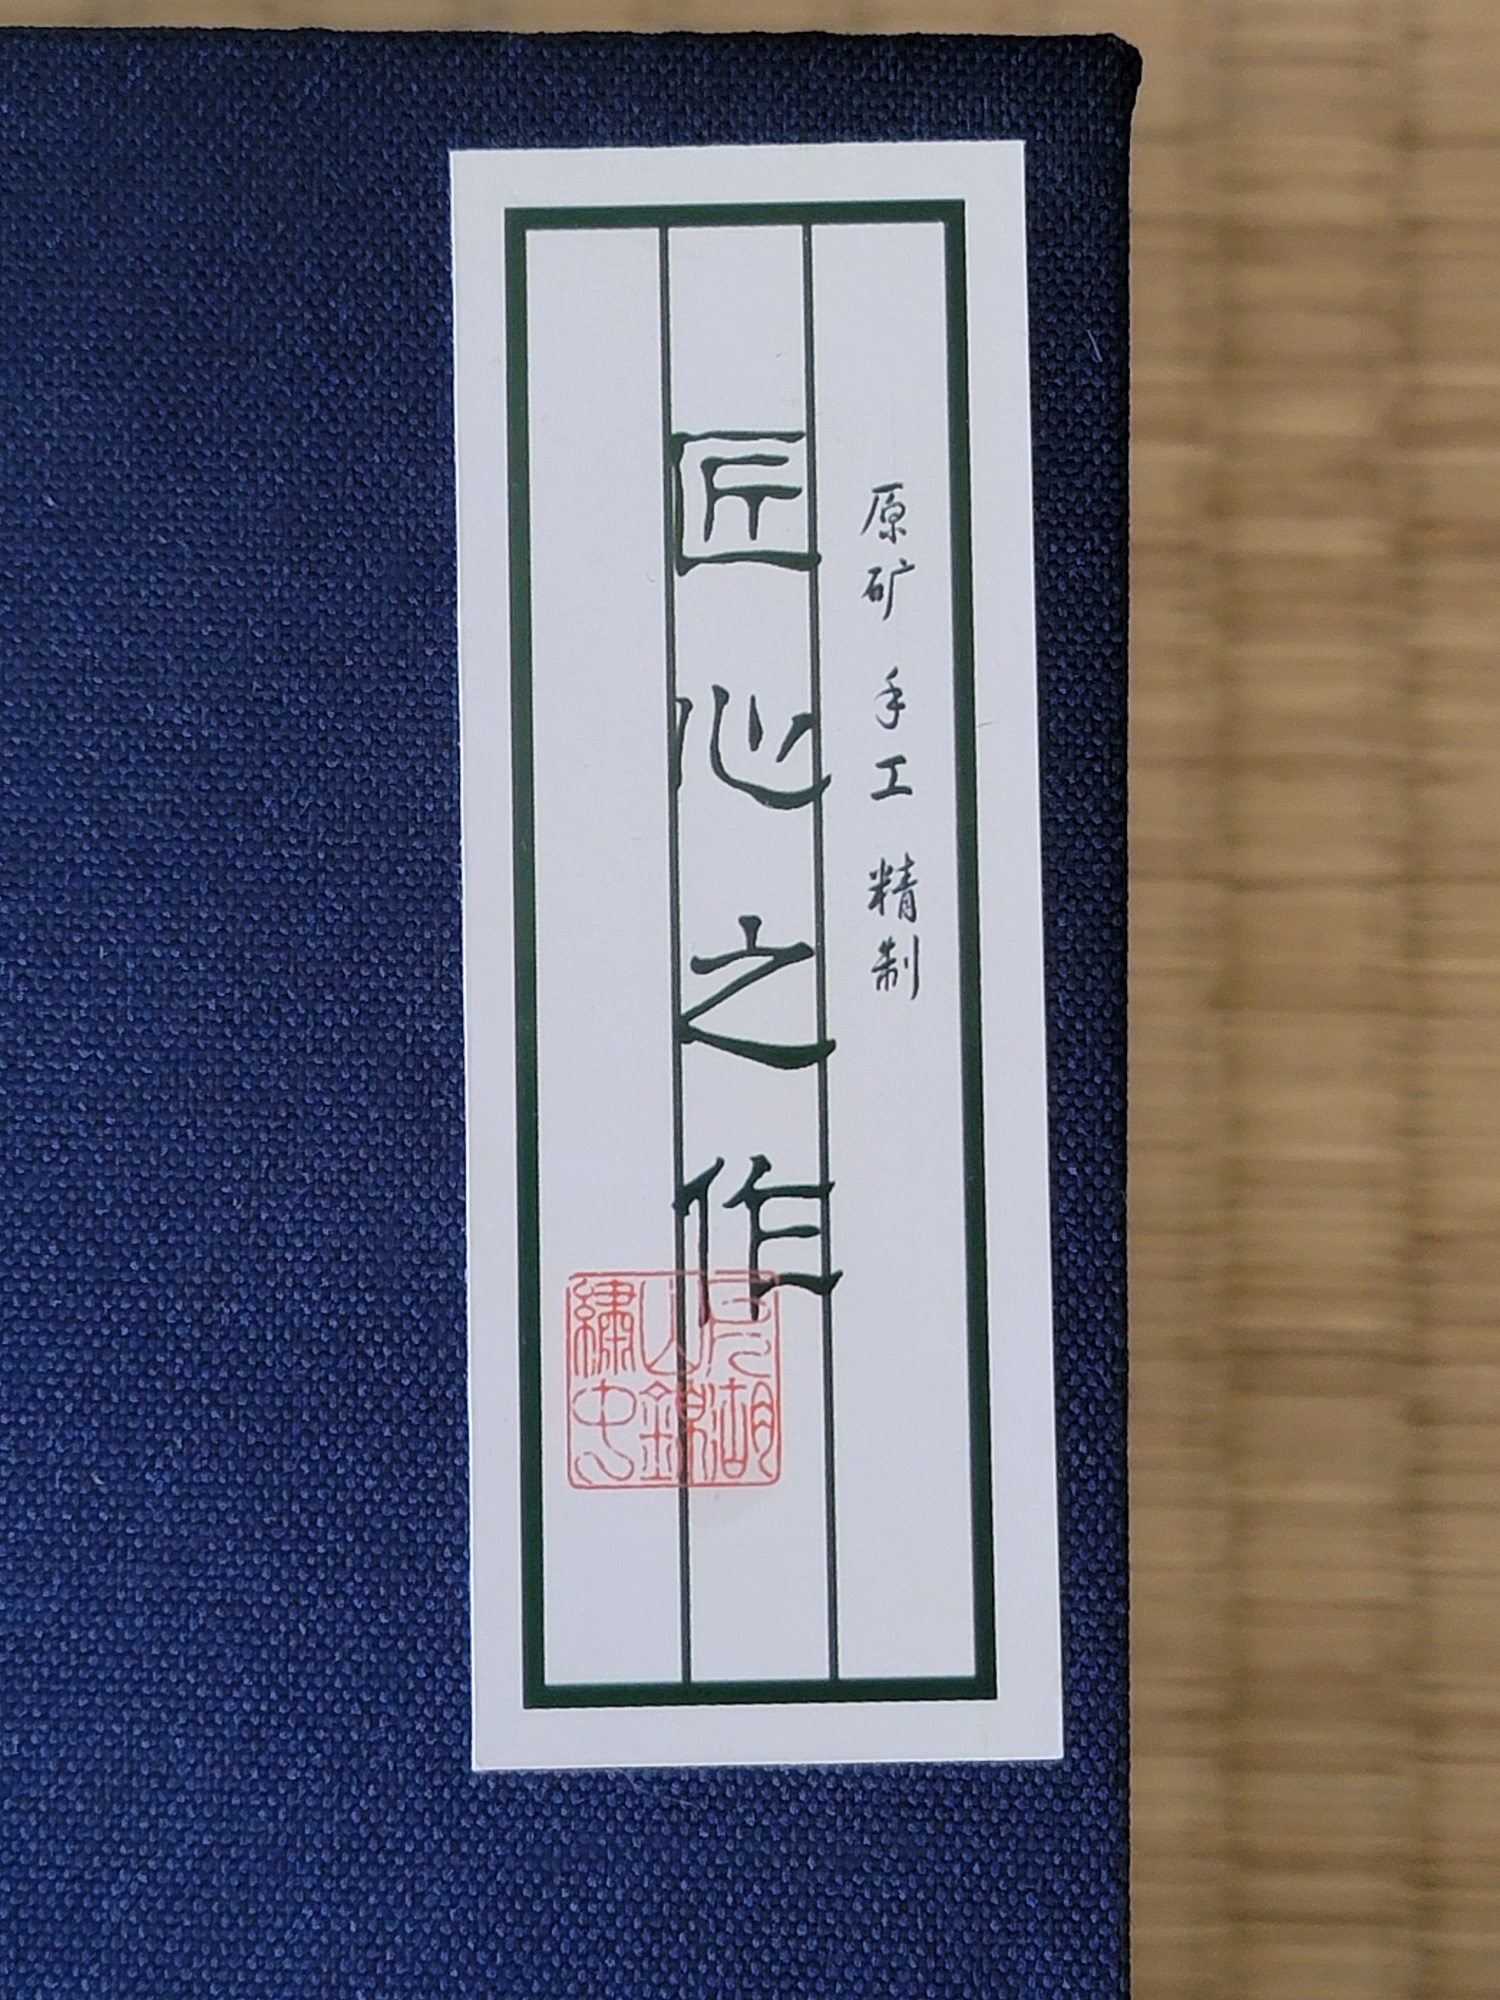 原矿 手工 精制
匠心之作